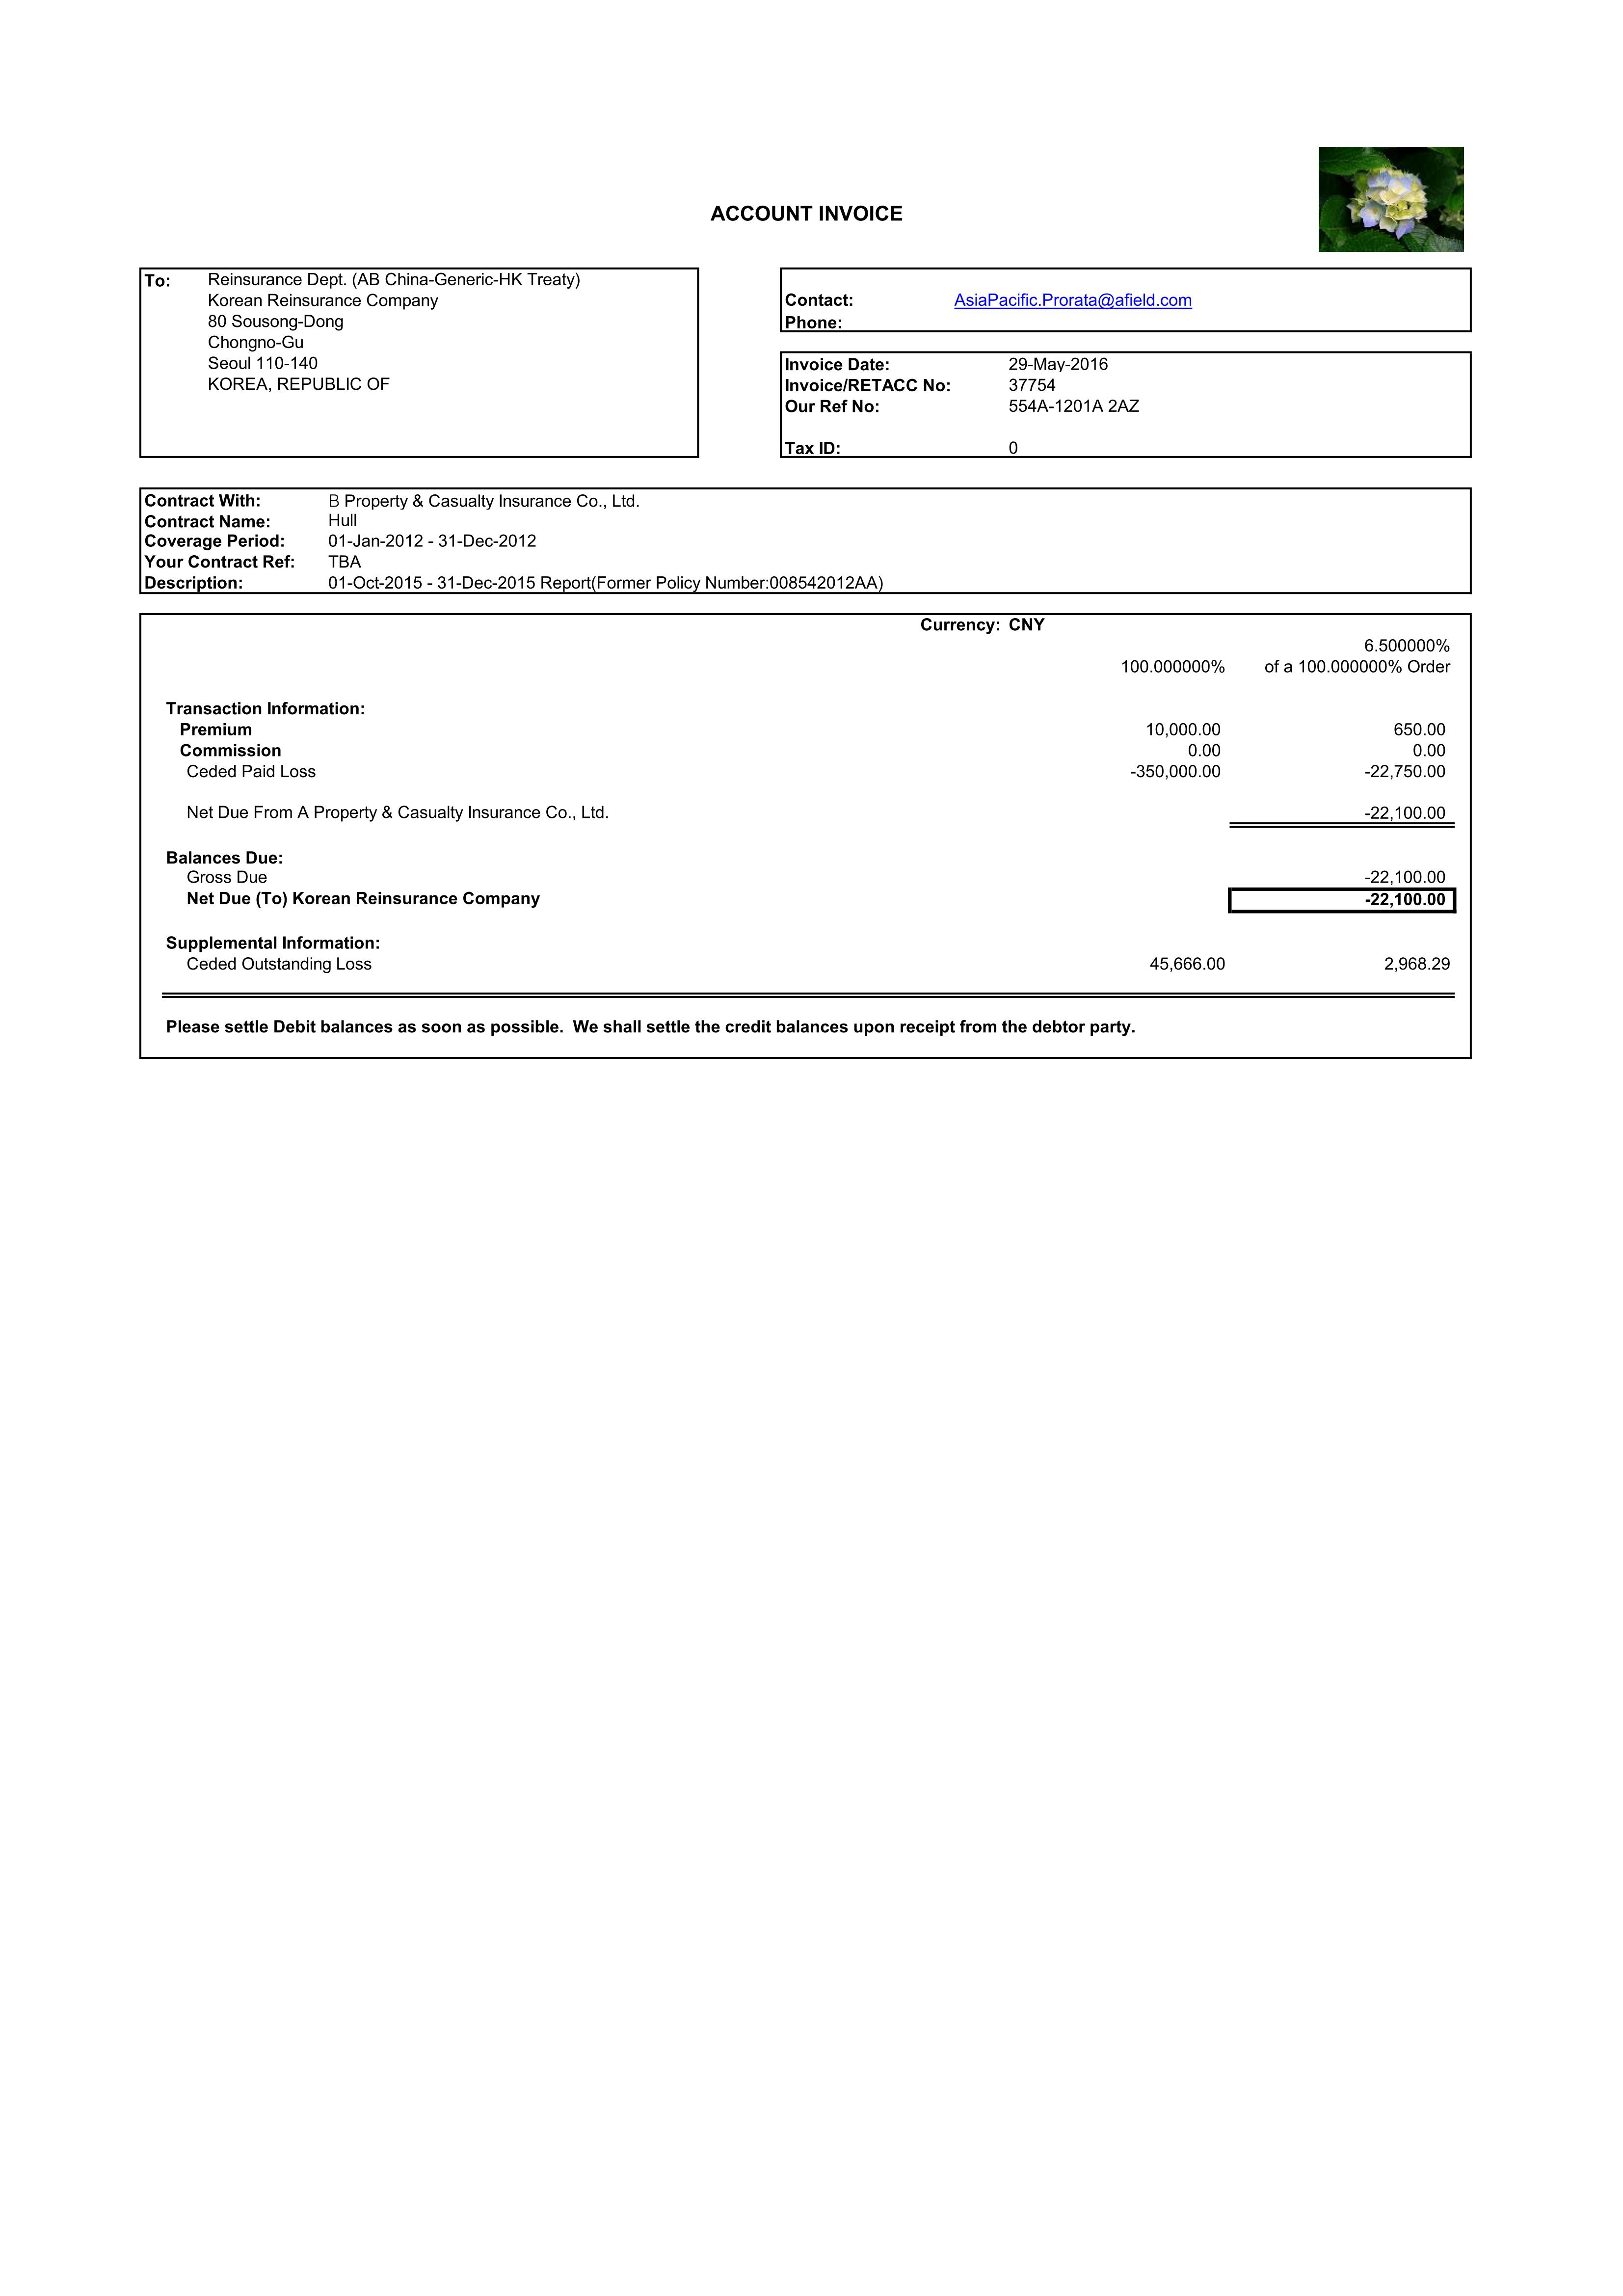 ACCOUNT INVOICE
To: Reinsurance Dept. (AB China-Generic-HK Treaty)
Korean Reinsurance Company
80 Sousong-Dong
Chongno-Gu
Seoul 110-140
KOREA, REPUBLIC OF
Contact: AsiaPacific.Prorata@afield.com
Phone:
Invoice Date: 29-May-2016
Invoice/RETACC No: 37754
Our Ref No: 554A-1201A 2AZ
Tax ID: 0
Contract With: B Property & Casualty Insurance Co., Ltd.
Contract Name: Hull
Coverage Period: 01-Jan-2012 - 31-Dec-2012
Your Contract Ref: TBA
Description: 01-Oct-2015 - 31-Dec-2015 Report(Former Policy Number:008542012AA)
Currency: CNY
6.500000%
100.000000% of a 100.000000% Order
Transaction Information:
Premium 10,000.00 650.00
Commission 0.00 0.00
Ceded Paid Loss -350,000.00 -22,750.00
Net Due From A Property & Casualty Insurance Co., Ltd. -22,100.00
Balances Due:
Gross Due -22,100.00
Net Due (To) Korean Reinsurance Company -22,100.00
Supplemental Information:
Ceded Outstanding Loss 45,666.00 2,968.29
Please settle Debit balances as soon as possible. We shall settle the credit balances upon receipt from the debtor party.